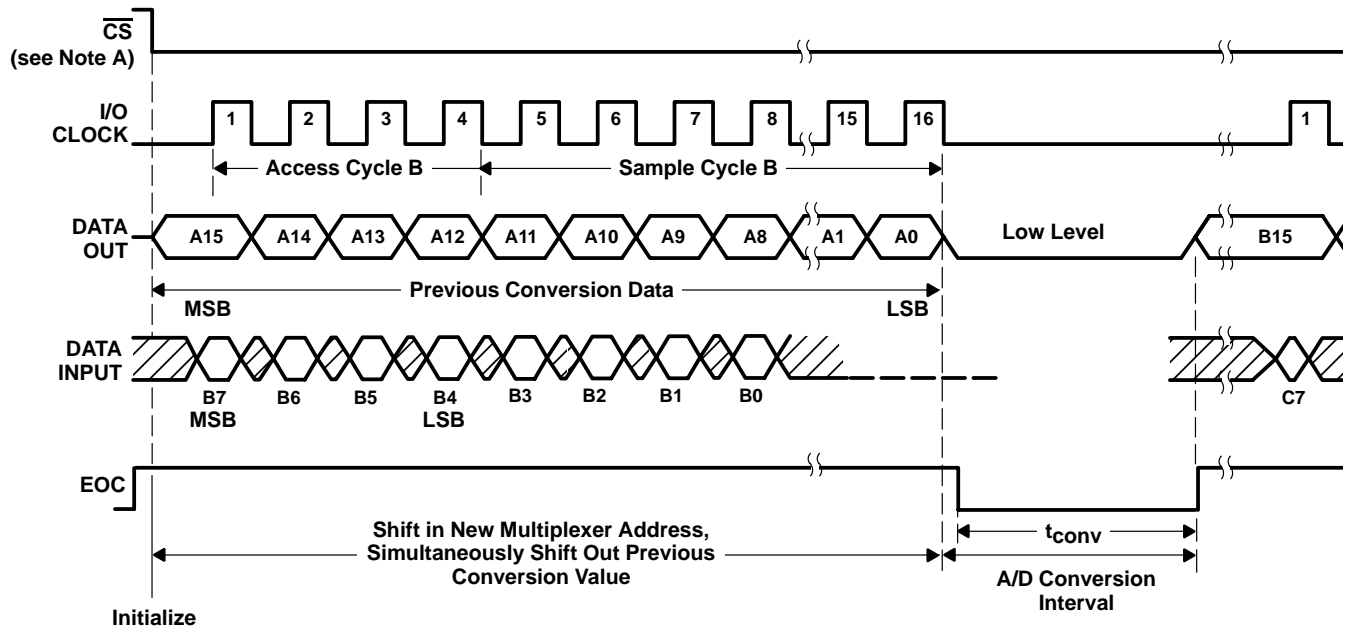 CS
(see Note A)
I/O
CLOCK
1 2 3 4 5 6 7 8 15 16 1
Access Cycle B Sample Cycle B
DATA
OUT
A15 A14 A13 A12 A11 A10 A9 A8 A1 A0 Low Level B15
Previous Conversion Data
MSB LSB
DATA
INPUT
B7 B6 B5 B4 B3 B2 B1 B0 C7
MSB LSB
EOC
Shift in New Multiplexer Address,
Simultaneously Shift Out Previous
Conversion Value
tconv
A/D Conversion
Interval
Initialize